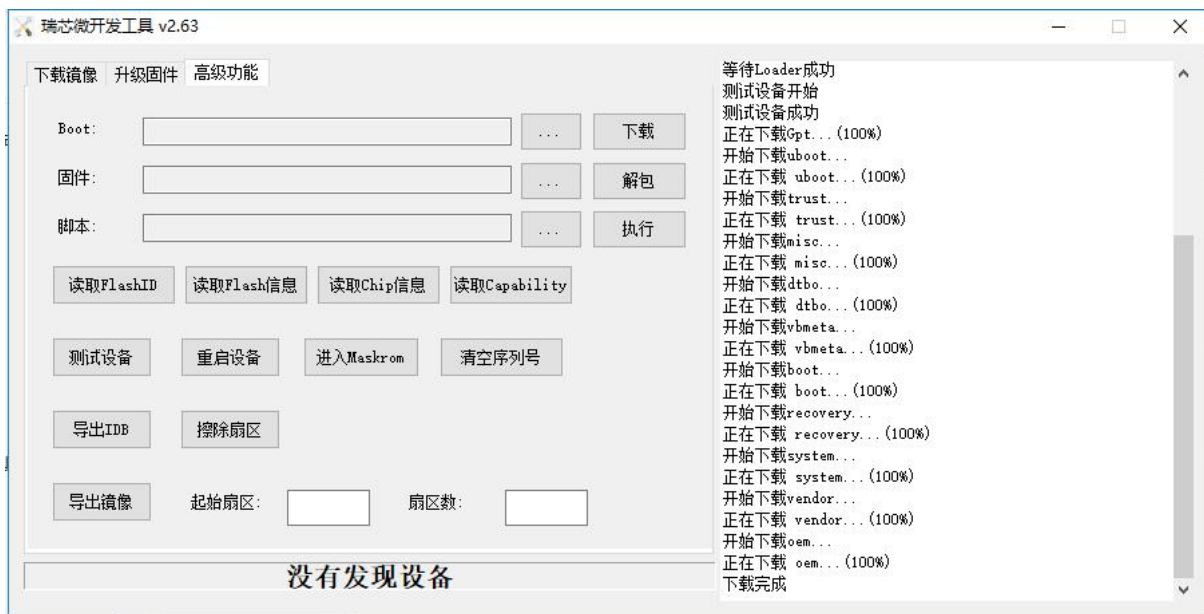 瑞芯微开发工具 v2.63
下载镜像 升级固件 高级功能
Boot: ... 下载
固件: ... 解包
脚本: ... 执行
读取FlashID 读取Flash信息 读取Chip信息 读取Capability
测试设备 重启设备 进入Maskrom 清空序列号
导出IDB 擦除扇区
导出镜像 起始扇区: 扇区数:
没有发现设备
等待Loader成功
测试设备开始
测试设备成功
正在下载Gpt...(100%)
开始下载uboot...
正在下载 uboot...(100%)
开始下载trust...
正在下载 trust...(100%)
开始下载misc...
正在下载 misc...(100%)
开始下载dtbo...
正在下载 dtbo...(100%)
开始下载vbmeta...
正在下载 vbmeta...(100%)
开始下载boot...
正在下载 boot...(100%)
开始下载recovery...
正在下载 recovery...(100%)
开始下载system...
正在下载 system...(100%)
开始下载vendor...
正在下载 vendor...(100%)
开始下载oem...
正在下载 oem...(100%)
下载完成